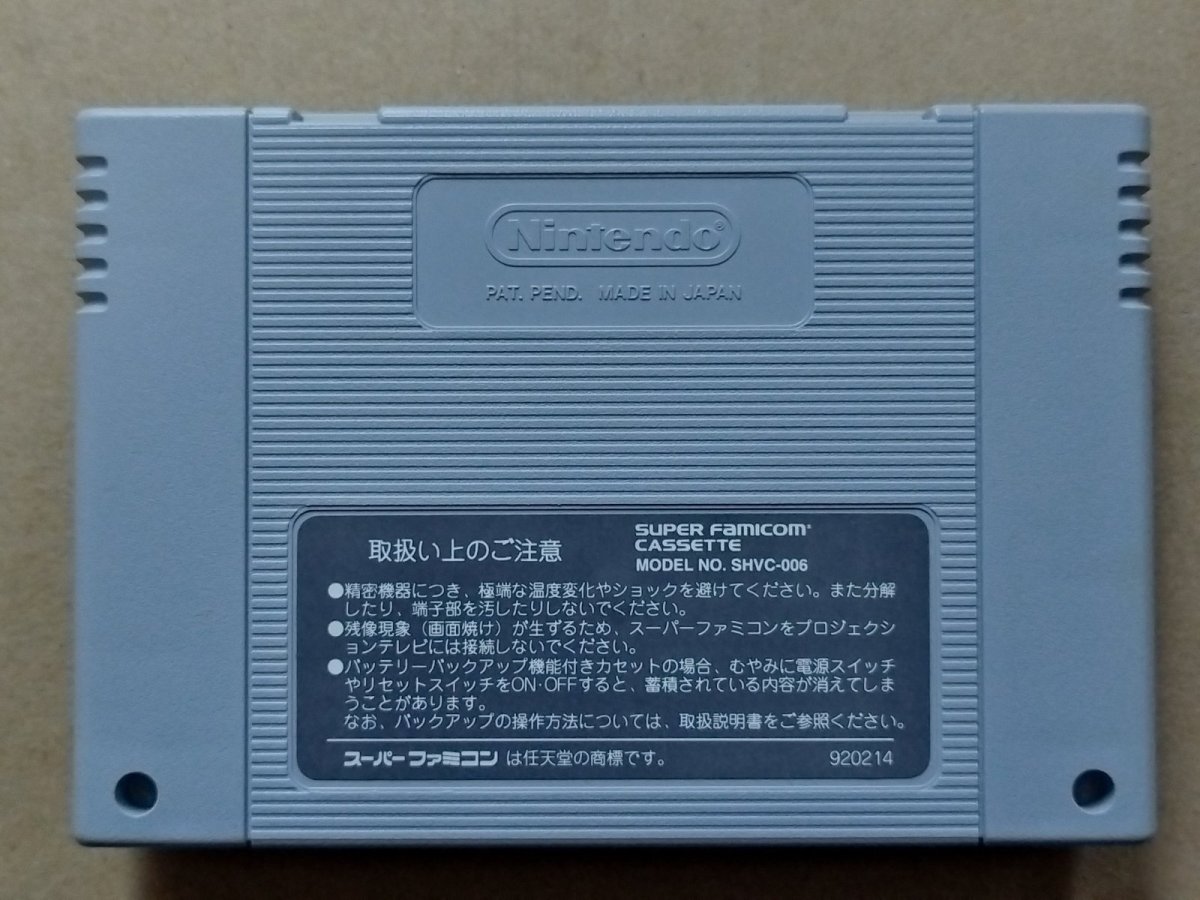 Nintendo®
PAT. PEND. MADE IN JAPAN
取扱い上のご注意
SUPER FAMICOM
CASSETTE
MODEL NO. SHVC-006
●精密機器につき、極端な温度変化やショックを避けてください。また分解
したり、端子部を汚したりしないでください。
●残像現象（画面焼け）が生ずるため、スーパーファミコンをプロジェクシ
ョンテレビには接続しないでください。
●バッテリーバックアップ機能付きカセットの場合、むやみに電源スイッチ
やリセットスイッチをON·OFFすると、蓄積されている内容が消えてしま
うことがあります。
なお、バックアップの操作方法については、取扱説明書をご参照ください。
スーパーファミコン は任天堂の商標です。
920214